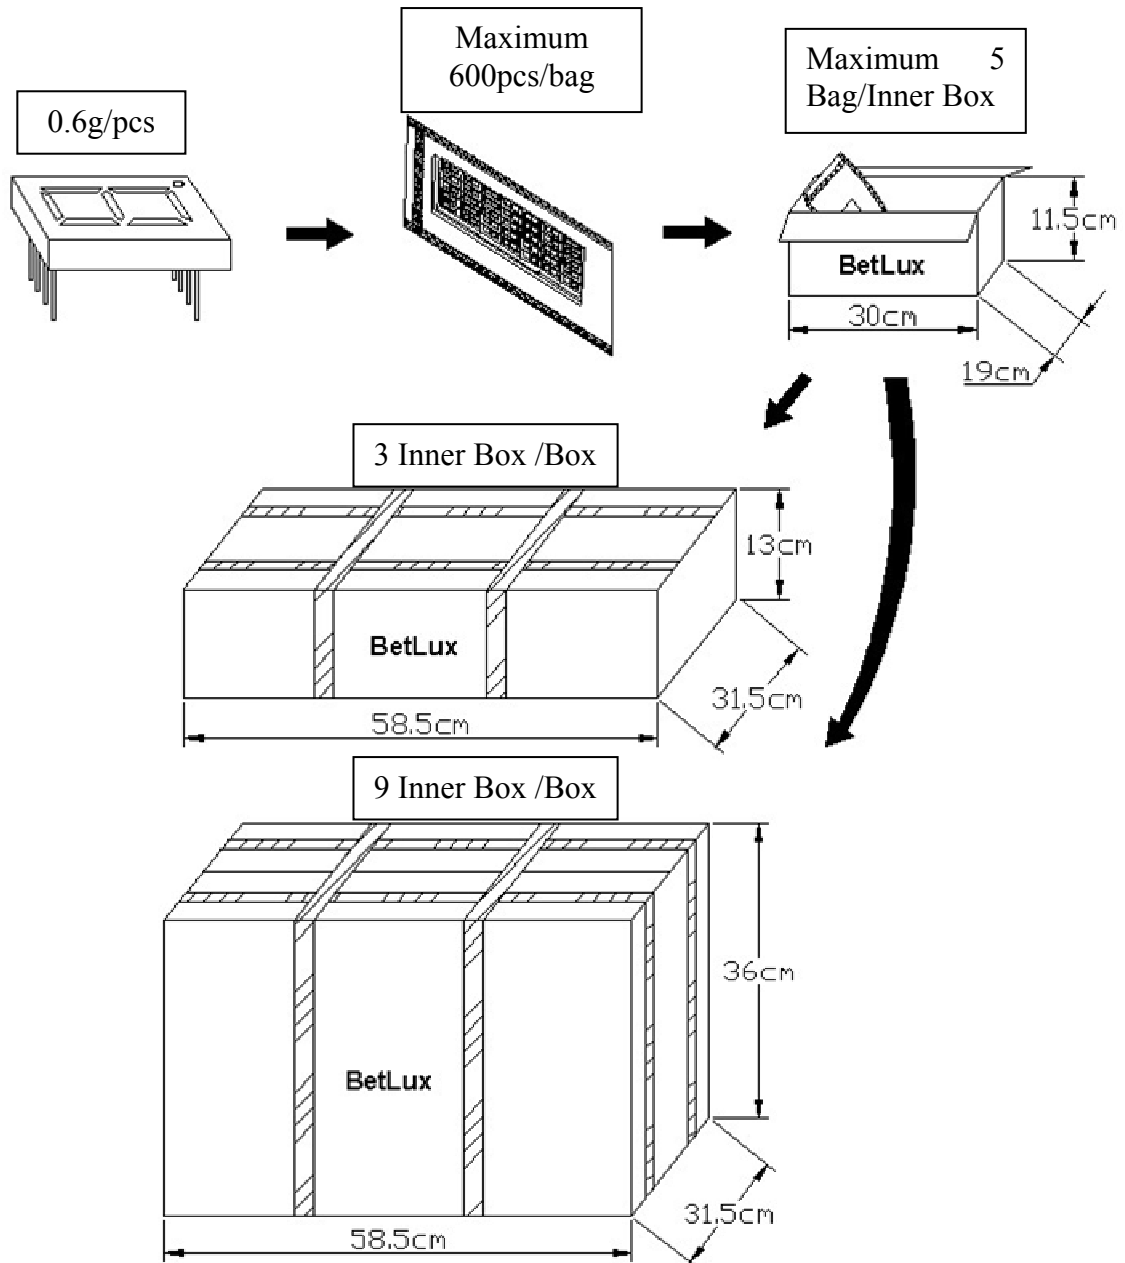 Maximum
600pcs/bag
Maximum 5
Bag/Inner Box
0.6g/pcs
11.5cm
BetLux
30cm
19cm
3 Inner Box /Box
13cm
BetLux
31.5cm
58.5cm
9 Inner Box /Box
36cm
BetLux
31.5cm
58.5cm